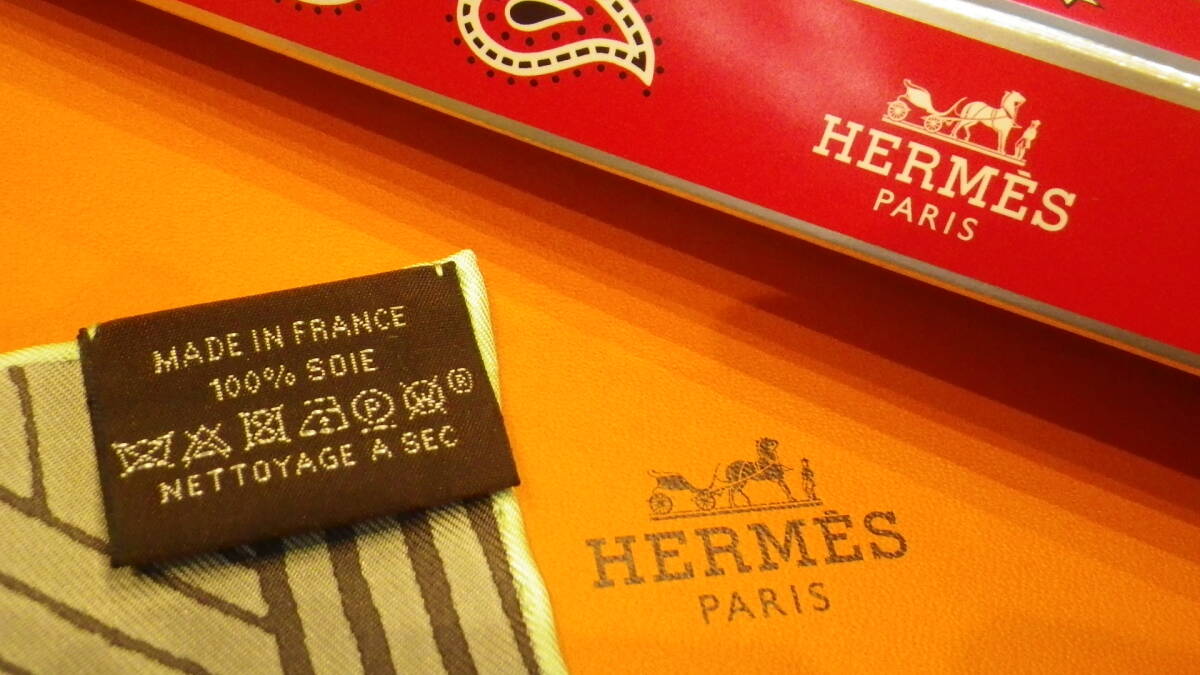 HERMÈS
PARIS
MADE IN FRANCE
100% SOIE
P ®
NETTOYAGE À SEC
HERMÈS
PARIS